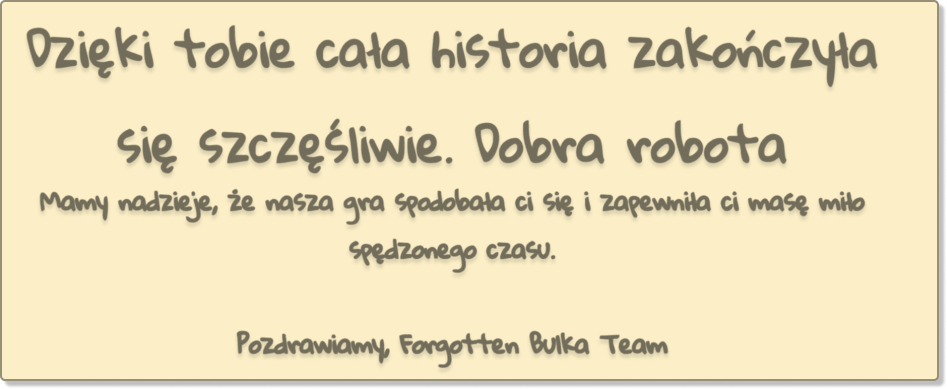 Dzięki tobie cała historia zakończyła
się szczęśliwie. Dobra robota
Mamy nadzieje, że nasza gra spodobała ci się i zapewniła ci masę miło
spędzonego czasu.
Pozdrawiamy, Forgotten Bulka Team